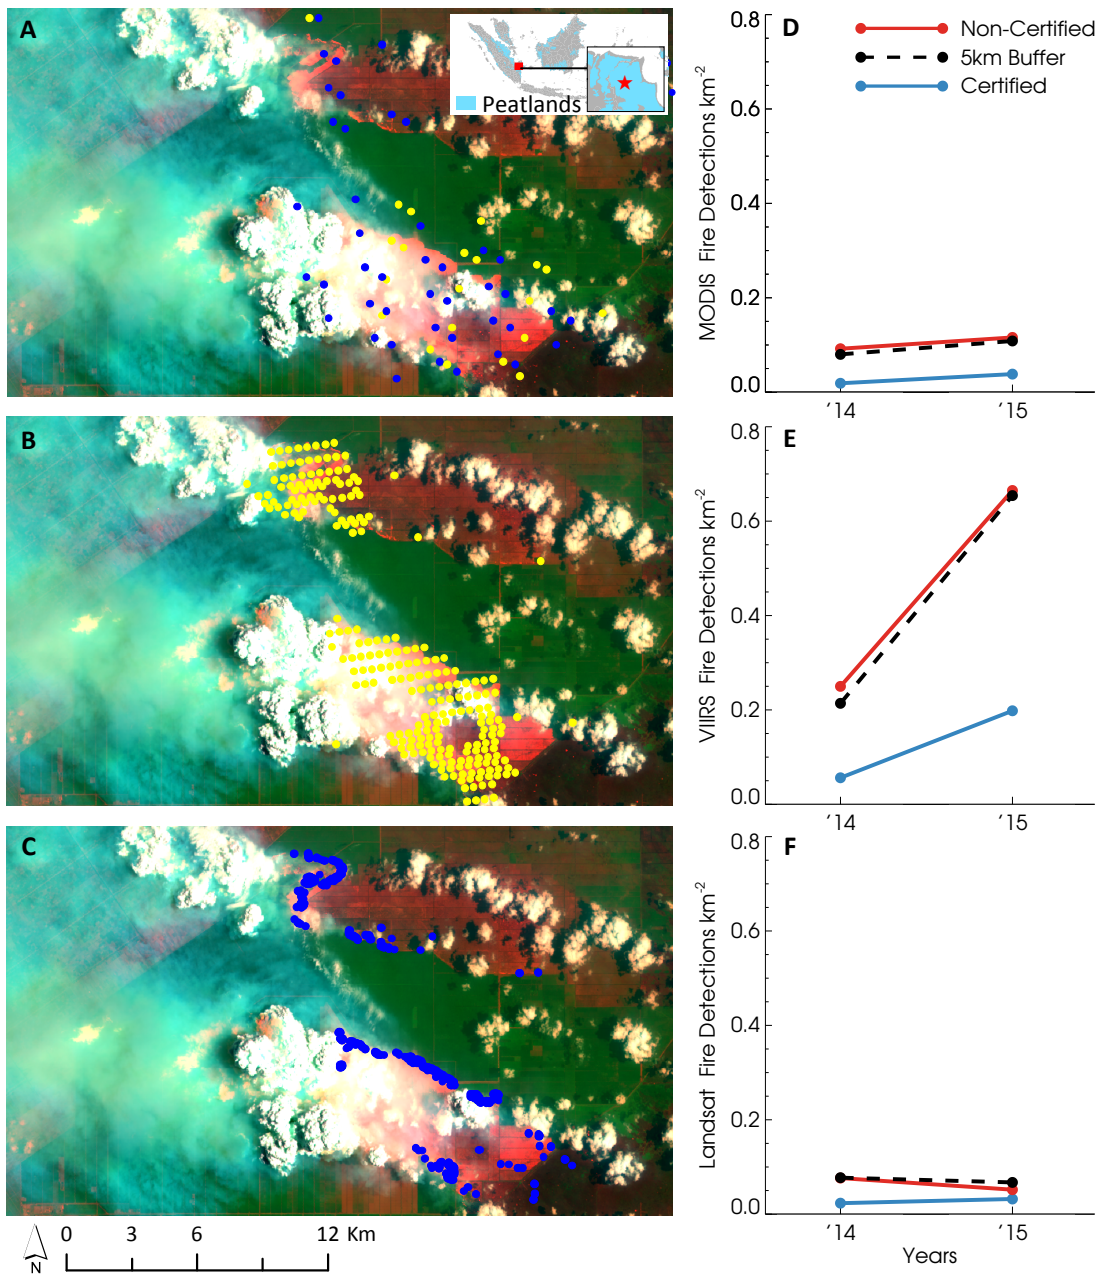 A
Peatlands
B
C
0 3 6 12 Km
N
D
Non-Certified
5km Buffer
Certified
MODIS Fire Detections km-2
0.8
0.6
0.4
0.2
0.0
'14 '15
E
VIIRS Fire Detections km-2
0.8
0.6
0.4
0.2
0.0
'14 '15
F
Landsat Fire Detections km-2
0.8
0.6
0.4
0.2
0.0
'14 '15
Years